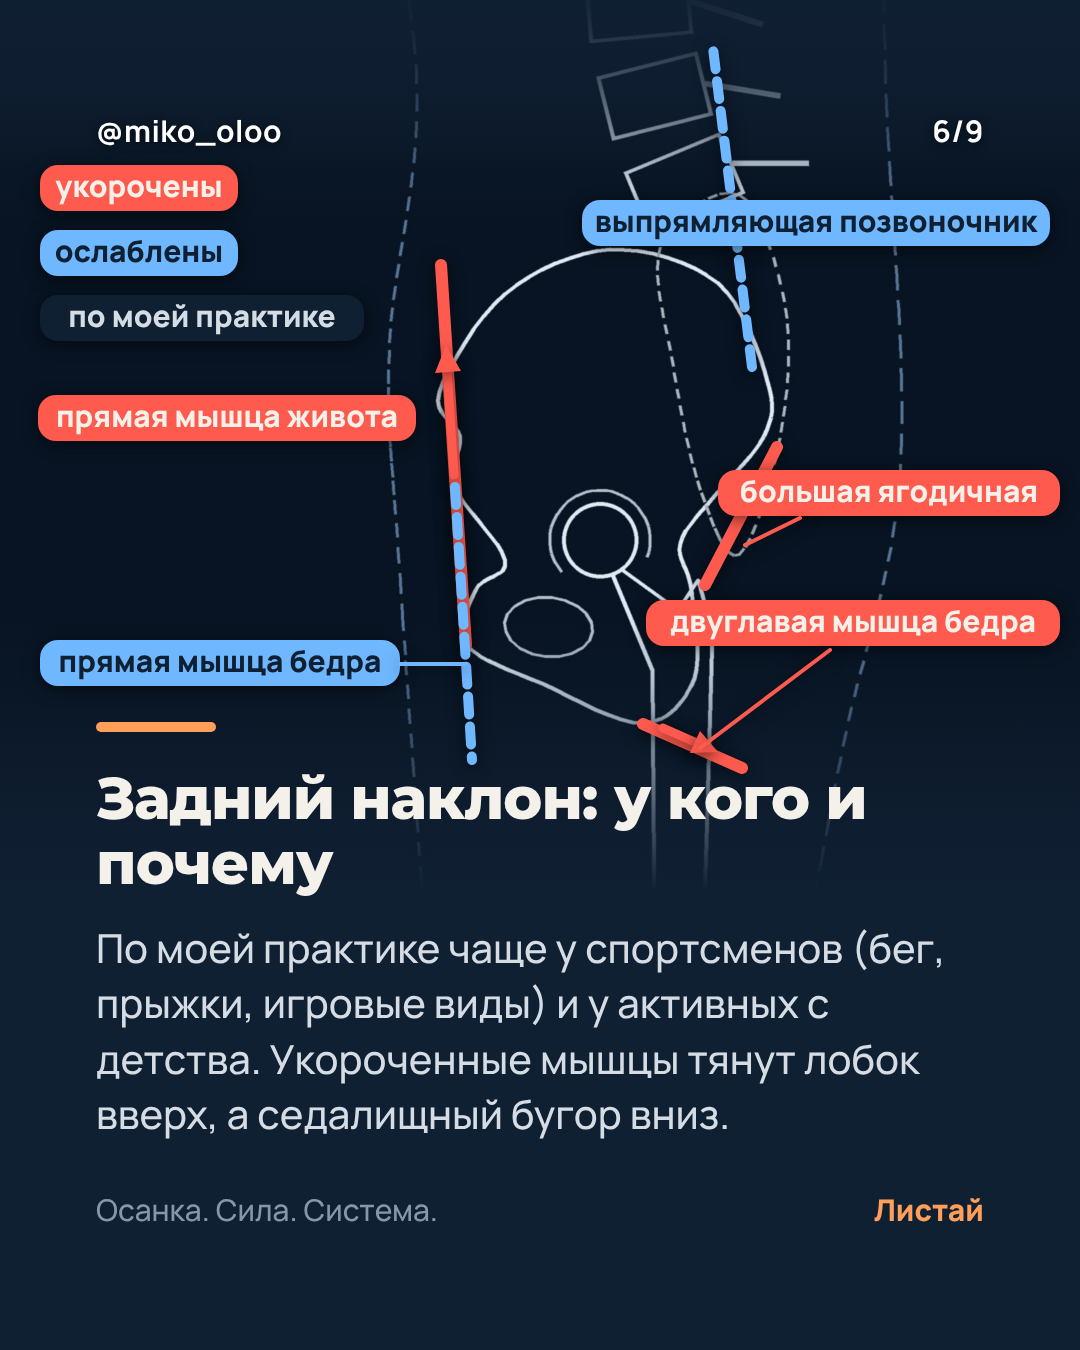 @miko_oloo
6/9
укорочены
ослаблены
по моей практике
выпрямляющая позвоночник
прямая мышца живота
большая ягодичная
двуглавая мышца бедра
прямая мышца бедра
Задний наклон: у кого и
почему
По моей практике чаще у спортсменов (бег,
прыжки, игровые виды) и у активных с
детства. Укороченные мышцы тянут лобок
вверх, а седалищный бугор вниз.
Осанка. Сила. Система.
Листай